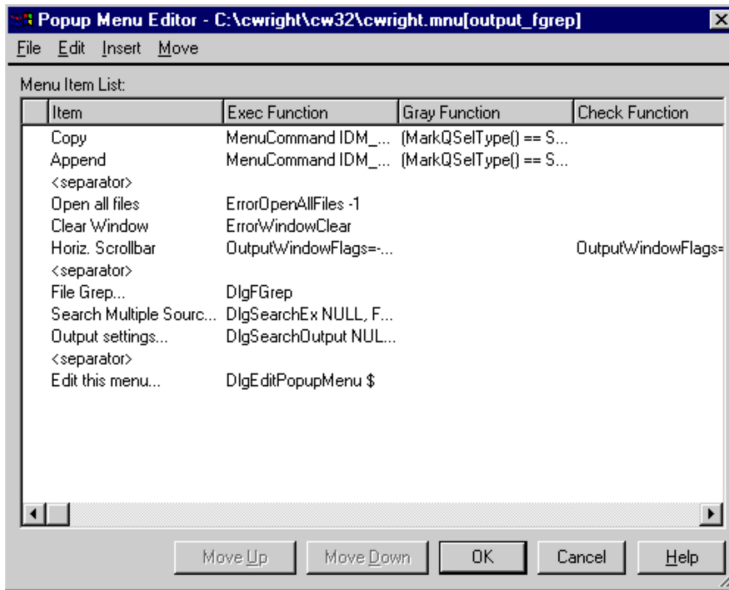 Popup Menu Editor - C:\cwright\cw32\cwright.mnu[output_fgrep]
File Edit Insert Move
Menu Item List:
Item Exec Function Gray Function Check Function
Copy MenuCommand IDM_... (MarkQSelType() == S...
Append MenuCommand IDM_... (MarkQSelType() == S...
<separator>
Open all files ErrorOpenAllFiles -1
Clear Window ErrorWindowClear
Horiz. Scrollbar OutputWindowFlags=-... OutputWindowFlags=
<separator>
File Grep... DlgFGrep
Search Multiple Sourc... DlgSearchEx NULL, F...
Output settings... DlgSearchOutput NUL...
<separator>
Edit this menu... DlgEditPopupMenu $
Move Up Move Down OK Cancel Help